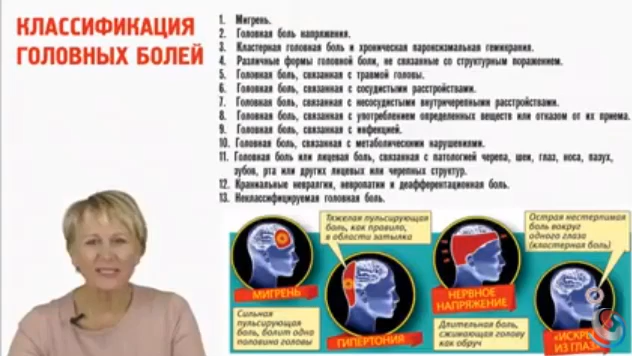 КЛАССИФИКАЦИЯ
ГОЛОВНЫХ БОЛЕЙ
1. Мигрень.
2. Головная боль напряжения.
3. Кластерная головная боль и хроническая пароксизмальная гемикрания.
4. Различные формы головной боли, не связанные со структурным поражением.
5. Головная боль, связанная с травмой головы.
6. Головная боль, связанная с сосудистыми расстройствами.
7. Головная боль, связанная с несосудистыми внутричерепными расстройствами.
8. Головная боль, связанная с употреблением определенных веществ или отказом от их приема.
9. Головная боль, связанная с инфекцией.
10. Головная боль, связанная с метаболическими нарушениями.
11. Головная боль или лицевая боль, связанная с патологией черепа, шеи, глаз, носа, пазух,
зубов, рта или других лицевых или черепных структур.
12. Краниальные невралгии, невропатии и деафферентационная боль.
13. Неклассифицируемая головная боль.
МИГРЕНЬ
Сильная
пульсирующая
боль, болит одна
половина головы
Тяжелая пульсирующая
боль, как правило,
в области затылка
ГИПЕРТОНИЯ
НЕРВНОЕ
НАПРЯЖЕНИЕ
Длительная боль,
сжимающая голову
как обруч
Острая нестерпимая
боль вокруг
одного глаза
(кластерная боль)
«ИСКРЫ
ИЗ ГЛАЗ»